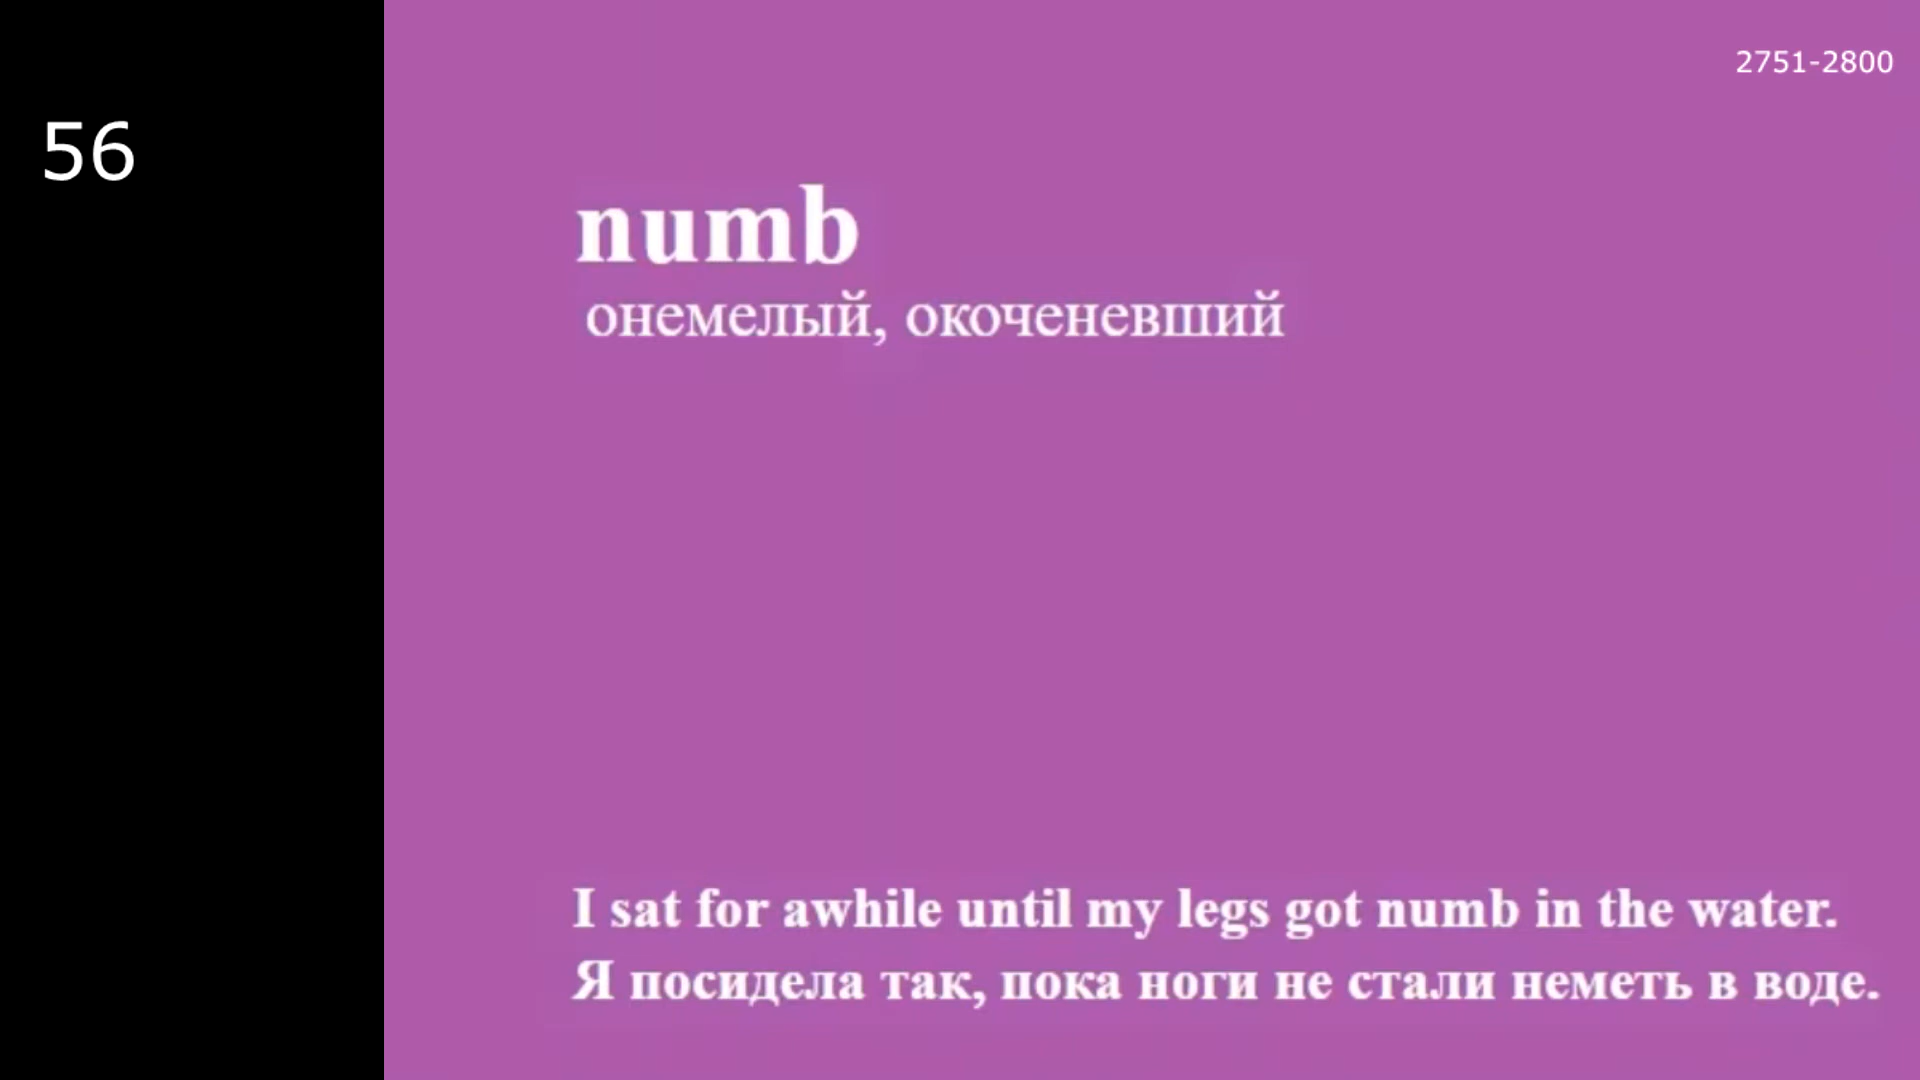 2751-2800
56
numb
онемелый, окоченевший
I sat for awhile until my legs got numb in the water.
Я посидела так, пока ноги не стали неметь в воде.